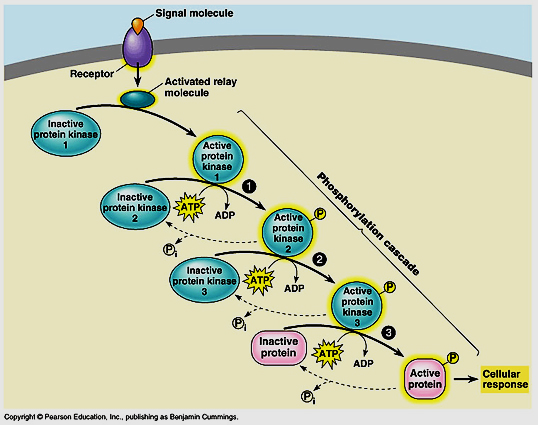 Signal molecule
Receptor
Activated relay
molecule
Inactive
protein kinase
1
Active
protein
kinase
1
Phosphorylation cascade
1
Inactive
protein kinase
2
ATP
ADP
Active
protein
kinase
2
P
Pi
2
Inactive
protein kinase
3
ATP
ADP
Active
protein
kinase
3
P
Pi
3
Inactive
protein
ATP
ADP
Active
protein
P
Pi
Cellular
response
Copyright © Pearson Education, Inc., publishing as Benjamin Cummings.